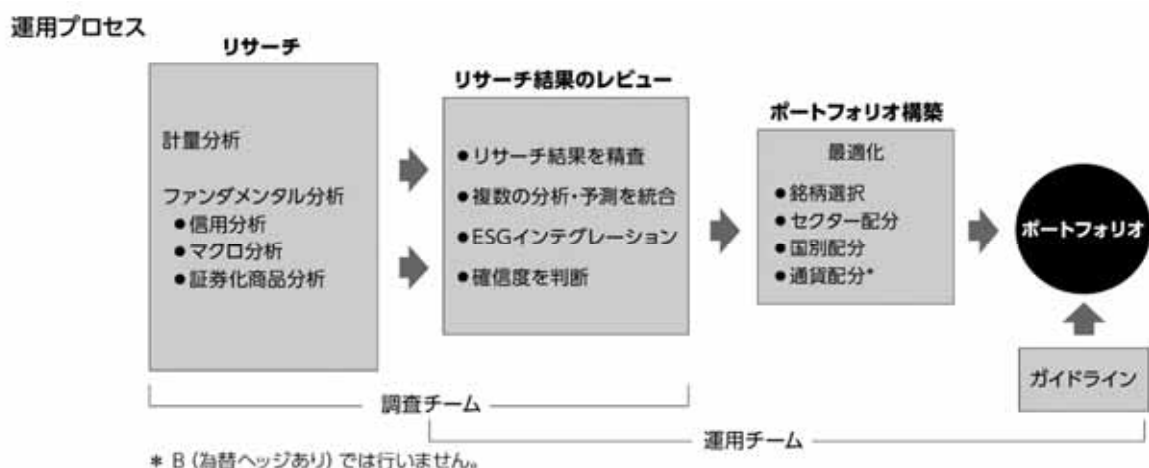 運用プロセス
リサーチ
計量分析
ファンダメンタル分析
●信用分析
●マクロ分析
●証券化商品分析
リサーチ結果のレビュー
●リサーチ結果を精査
●複数の分析・予測を統合
●ESGインテグレーション
●確信度を判断
ポートフォリオ構築
最適化
●銘柄選択
●セクター配分
●国別配分
●通貨配分*
ポートフォリオ
ガイドライン
調査チーム
運用チーム
* B（為替ヘッジあり）では行いません。